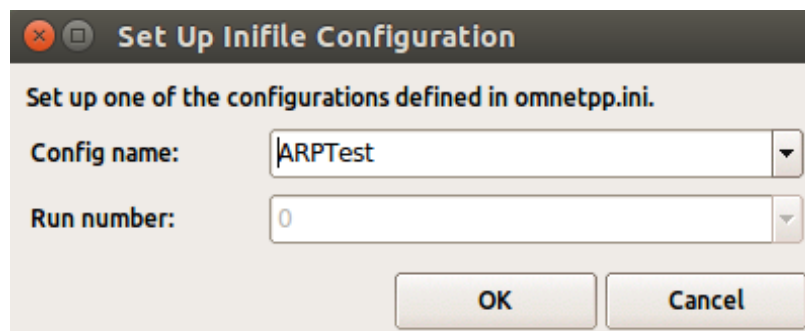 Set Up Inifile Configuration
Set up one of the configurations defined in omnetpp.ini.
Config name: ARPTest
Run number: 0
OK Cancel